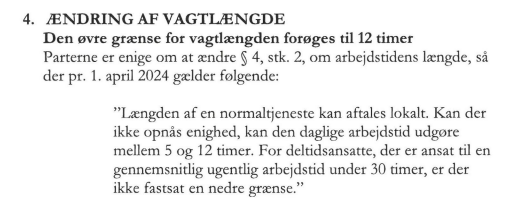 4. ÆNDRING AF VAGTLÆNGDE
Den øvre grænse for vagtlængden forøges til 12 timer
Parterne er enige om at ændre § 4, stk. 2, om arbejdstidens længde, så
der pr. 1. april 2024 gælder følgende:
”Længden af en normaltjeneste kan aftales lokalt. Kan der
ikke opnås enighed, kan den daglige arbejdstid udgøre
mellem 5 og 12 timer. For deltidsansatte, der er ansat til en
gennemsnitlig ugentlig arbejdstid under 30 timer, er der
ikke fastsat en nedre grænse.”